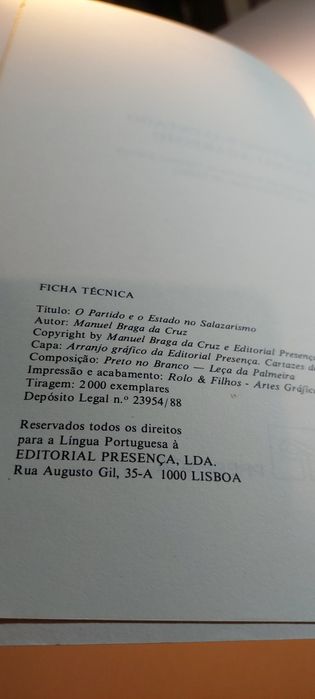 FICHA TÉCNICA
Título: O Partido e o Estado no Salazarismo
Autor: Manuel Braga da Cruz
Copyright by Manuel Braga da Cruz e Editorial Presença
Capa: Arranjo gráfico da Editorial Presença. Cartazes
Composição: Preto no Branco — Leça da Palmeira
Impressão e acabamento: Rolo & Filhos - Artes Gráfic
Tiragem: 2000 exemplares
Depósito Legal n.º 23954/88
Reservados todos os direitos
para a Língua Portuguesa à
EDITORIAL PRESENÇA, LDA.
Rua Augusto Gil, 35-A 1000 LISBOA